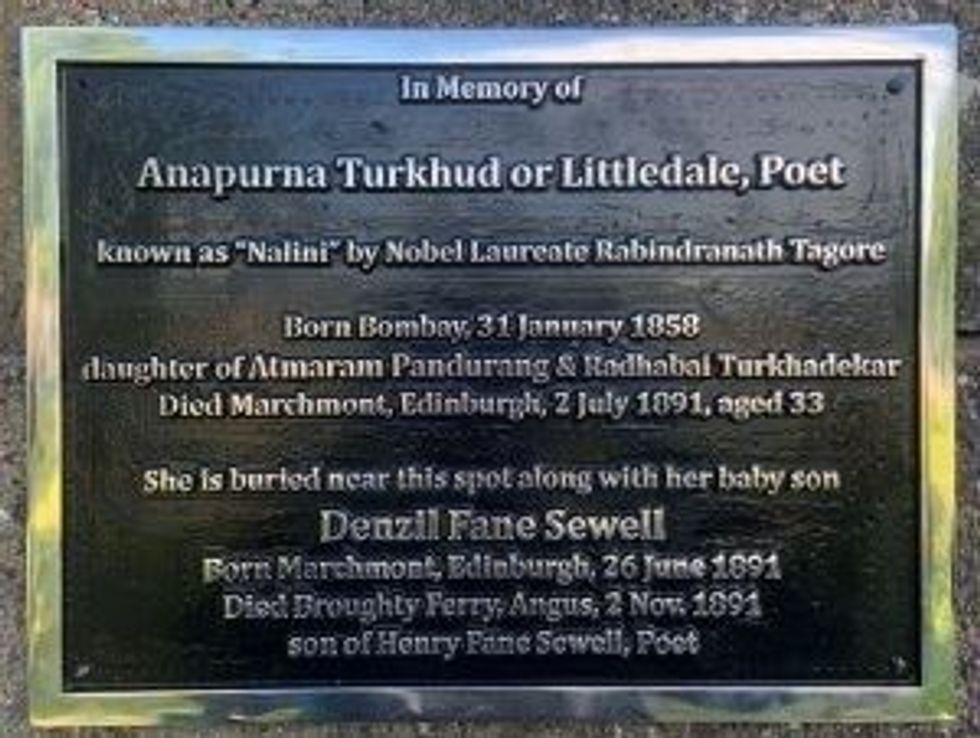 In Memory of
Anapurna Turkhud or Littledale, Poet
known as "Nalini" by Nobel Laureate Rabindranath Tagore
Born Bombay, 31 January 1858
daughter of Atmaram Pandurang & Radhabai Turkhadekar
Died Marchmont, Edinburgh, 2 July 1891, aged 33
She is buried near this spot along with her baby son
Denzil Fane Sewell
Born Marchmont, Edinburgh, 26 June 1891
Died Broughty Ferry, Angus, 2 Nov. 1891
son of Henry Fane Sewell, Poet